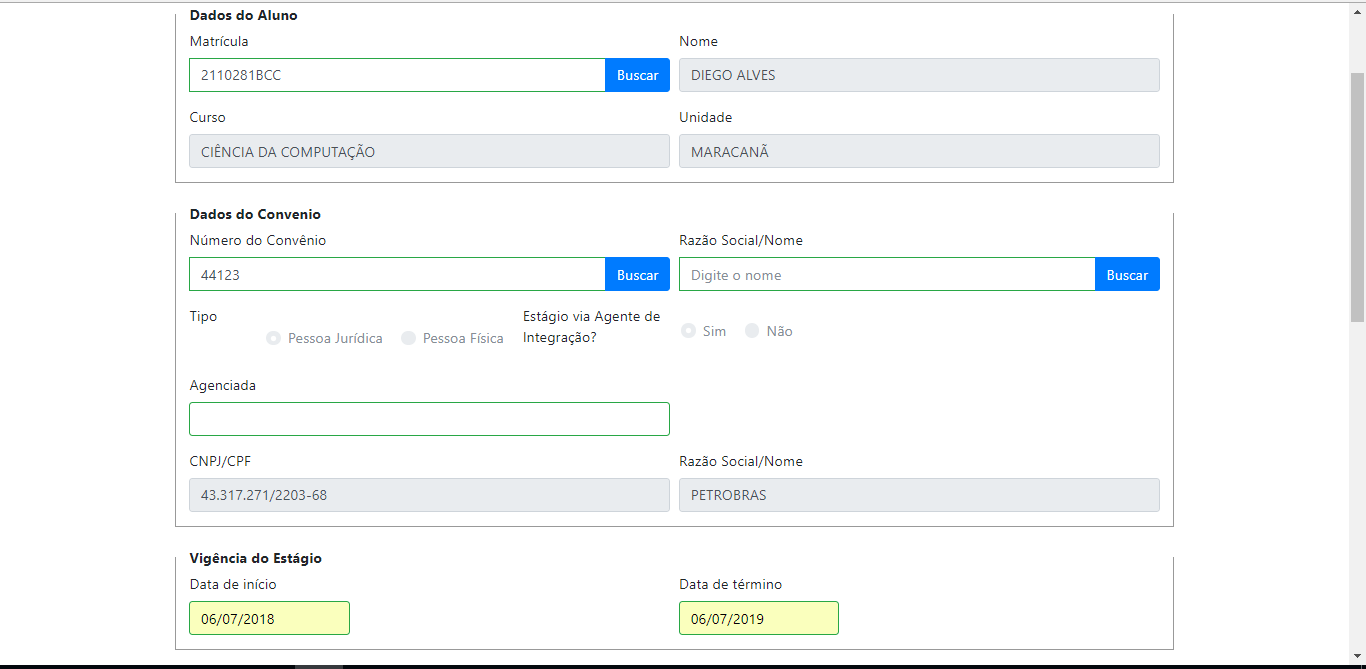 Dados do Aluno
Matrícula
Nome
2110281BCC
Buscar
DIEGO ALVES
Curso
Unidade
CIÊNCIA DA COMPUTAÇÃO
MARACANÃ
Dados do Convenio
Número do Convênio
Razão Social/Nome
44123
Buscar
Digite o nome
Buscar
Tipo
Pessoa Jurídica
Pessoa Física
Estágio via Agente de
Integração?
Sim
Não
Agenciada
CNPJ/CPF
Razão Social/Nome
43.317.271/2203-68
PETROBRAS
Vigência do Estágio
Data de início
Data de término
06/07/2018
06/07/2019